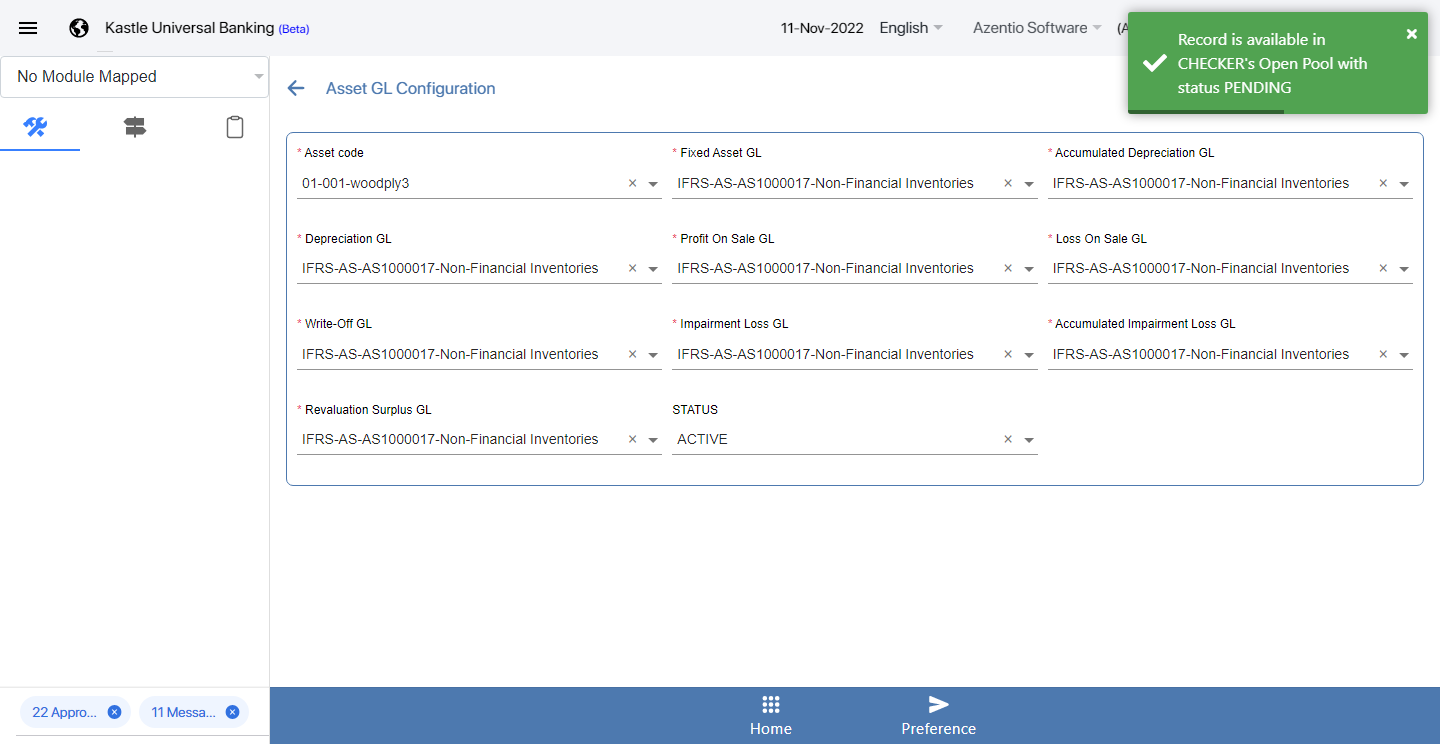 Kastle Universal Banking (Beta)
11-Nov-2022
English
Azentio Software
(A
Record is available in
CHECKER's Open Pool with
status PENDING
No Module Mapped
Asset GL Configuration
* Asset code
* Fixed Asset GL
* Accumulated Depreciation GL
01-001-woodply3
IFRS-AS-AS1000017-Non-Financial Inventories
IFRS-AS-AS1000017-Non-Financial Inventories
* Depreciation GL
* Profit On Sale GL
* Loss On Sale GL
IFRS-AS-AS1000017-Non-Financial Inventories
IFRS-AS-AS1000017-Non-Financial Inventories
IFRS-AS-AS1000017-Non-Financial Inventories
* Write-Off GL
* Impairment Loss GL
* Accumulated Impairment Loss GL
IFRS-AS-AS1000017-Non-Financial Inventories
IFRS-AS-AS1000017-Non-Financial Inventories
IFRS-AS-AS1000017-Non-Financial Inventories
* Revaluation Surplus GL
STATUS
IFRS-AS-AS1000017-Non-Financial Inventories
ACTIVE
22 Appro...
11 Messa...
Home
Preference